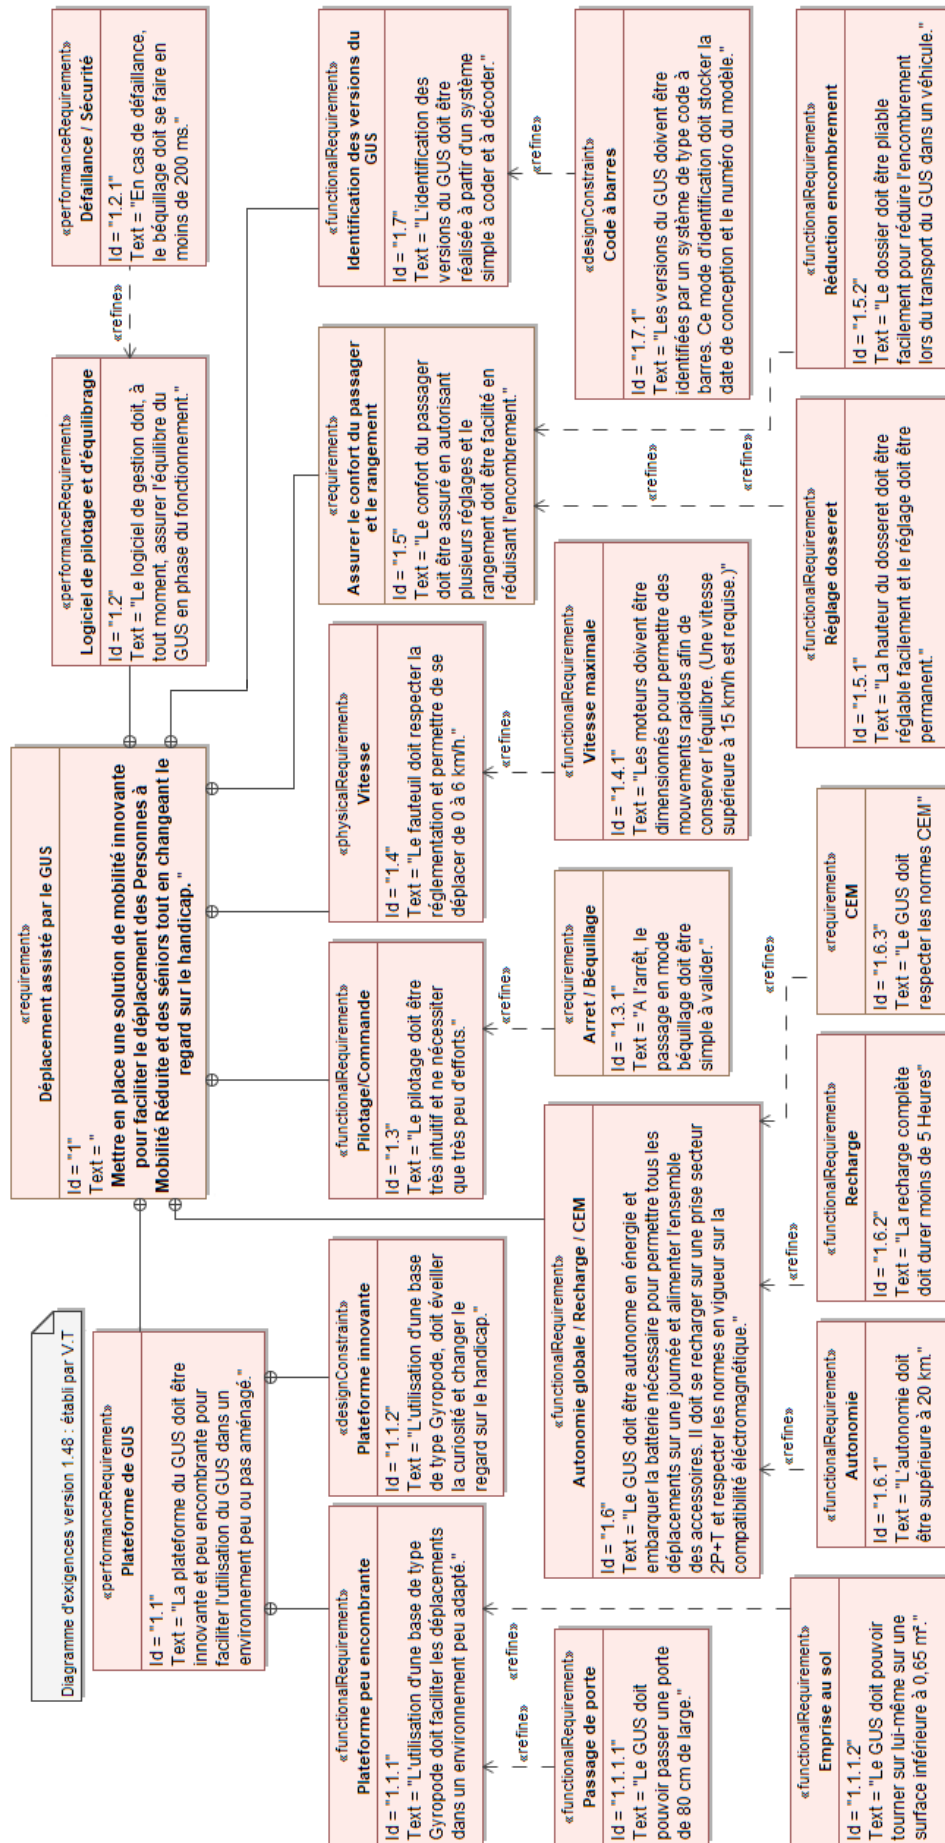 Diagramme d'exigences version 1.48 : établi par V.T
«requirement»
Déplacement assisté par le GUS
Id = "1"
Text = "
Mettre en place une solution de mobilité innovante
pour faciliter le déplacement des Personnes à
Mobilité Réduite et des séniors tout en changeant le
regard sur le handicap."
«performanceRequirement»
Plateforme de GUS
Id = "1.1"
Text = "La plateforme du GUS doit être
innovante et peu encombrante pour
faciliter l'utilisation du GUS dans un
environnement peu ou pas aménagé."
«performanceRequirement»
Logiciel de pilotage et d'équilibrage
Id = "1.2"
Text = "Le logiciel de gestion doit, à
tout moment, assurer l'équilibre du
GUS en phase du fonctionnement."
«refine»
«performanceRequirement»
Défaillance / Sécurité
Id = "1.2.1"
Text = "En cas de défaillance,
le béquillage doit se faire en
moins de 200 ms."
«functionalRequirement»
Plateforme peu encombrante
Id = "1.1.1"
Text = "L'utilisation d'une base de type
Gyropode doit faciliter les déplacements
dans un environnement peu adapté."
«designConstraint»
Plateforme innovante
Id = "1.1.2"
Text = "L'utilisation d'une base
de type Gyropode, doit éveiller
la curiosité et changer le
regard sur le handicap."
«functionalRequirement»
Pilotage/Commande
Id = "1.3"
Text = "Le pilotage doit être
très intuitif et ne nécessiter
que très peu d'efforts."
«physicalRequirement»
Vitesse
Id = "1.4"
Text = "Le fauteuil doit respecter la
réglementation et permettre de se
déplacer de 0 à 6 km/h."
«requirement»
Assurer le confort du passager
et le rangement
Id = "1.5"
Text = "Le confort du passager
doit être assuré en autorisant
plusieurs réglages et le
rangement doit être facilité en
réduisant l'encombrement."
«functionalRequirement»
Identification des versions du
GUS
Id = "1.7"
Text = "L'identification des
versions du GUS doit être
réalisée à partir d'un système
simple à coder et à décoder."
«refine»
«refine»
«refine»
«refine»
«refine»
«refine»
«refine»
«functionalRequirement»
Passage de porte
Id = "1.1.1.1"
Text = "Le GUS doit
pouvoir passer une porte
de 80 cm de large."
«functionalRequirement»
Autonomie globale / Recharge / CEM
Id = "1.6"
Text = "Le GUS doit être autonome en énergie et
embarquer la batterie nécessaire pour permettre tous les
déplacements sur une journée et alimenter l'ensemble
des accessoires. Il doit se recharger sur une prise secteur
2P+T et respecter les normes en vigueur sur la
compatibilité éléctromagnétique."
«requirement»
Arret / Béquillage
Id = "1.3.1"
Text = "A l'arrêt, le
passage en mode
béquillage doit être
simple à valider."
«functionalRequirement»
Vitesse maximale
Id = "1.4.1"
Text = "Les moteurs doivent être
dimensionnés pour permettre des
mouvements rapides afin de
conserver l'équilibre. (Une vitesse
supérieure à 15 km/h est requise.)"
«designConstraint»
Code à barres
Id = "1.7.1"
Text = "Les versions du GUS doivent être
identifiées par un système de type code à
barres. Ce mode d'identification doit stocker la
date de conception et le numéro du modèle."
«refine»
«refine»
«refine»
«refine»
«functionalRequirement»
Emprise au sol
Id = "1.1.1.2"
Text = "Le GUS doit pouvoir
tourner sur lui-même sur une
surface inférieure à 0,65 m²."
«functionalRequirement»
Autonomie
Id = "1.6.1"
Text = "L'autonomie doit
être supérieure à 20 km."
«functionalRequirement»
Recharge
Id = "1.6.2"
Text = "La recharge complète
doit durer moins de 5 Heures"
«requirement»
CEM
Id = "1.6.3"
Text = "Le GUS doit
respecter les normes CEM"
«functionalRequirement»
Réglage dosseret
Id = "1.5.1"
Text = "La hauteur du dosseret doit être
réglable facilement et le réglage doit être
permanent."
«functionalRequirement»
Réduction encombrement
Id = "1.5.2"
Text = "Le dossier doit être pliable
facilement pour réduire l'encombrement
lors du transport du GUS dans un véhicule."